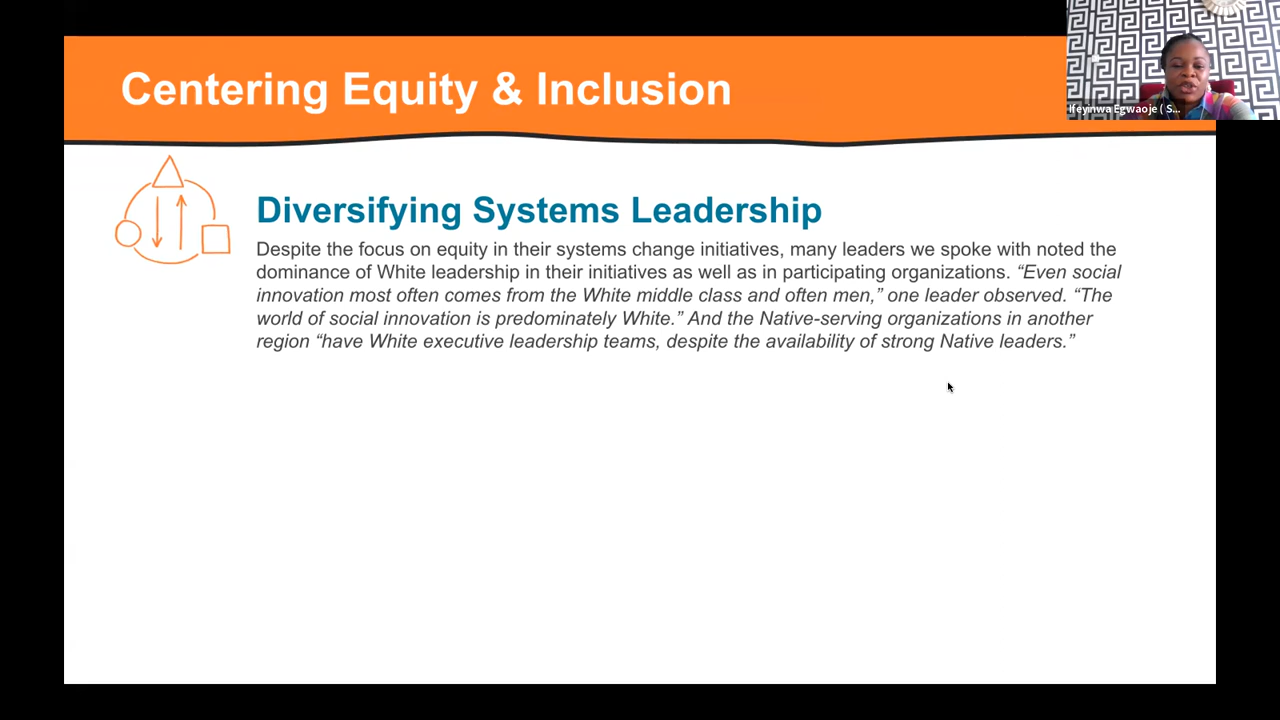 Centering Equity & Inclusion
Ifeyinwa Egwaoje ( S...
Diversifying Systems Leadership
Despite the focus on equity in their systems change initiatives, many leaders we spoke with noted the
dominance of White leadership in their initiatives as well as in participating organizations. “Even social
innovation most often comes from the White middle class and often men,” one leader observed. “The
world of social innovation is predominately White.” And the Native-serving organizations in another
region “have White executive leadership teams, despite the availability of strong Native leaders.”